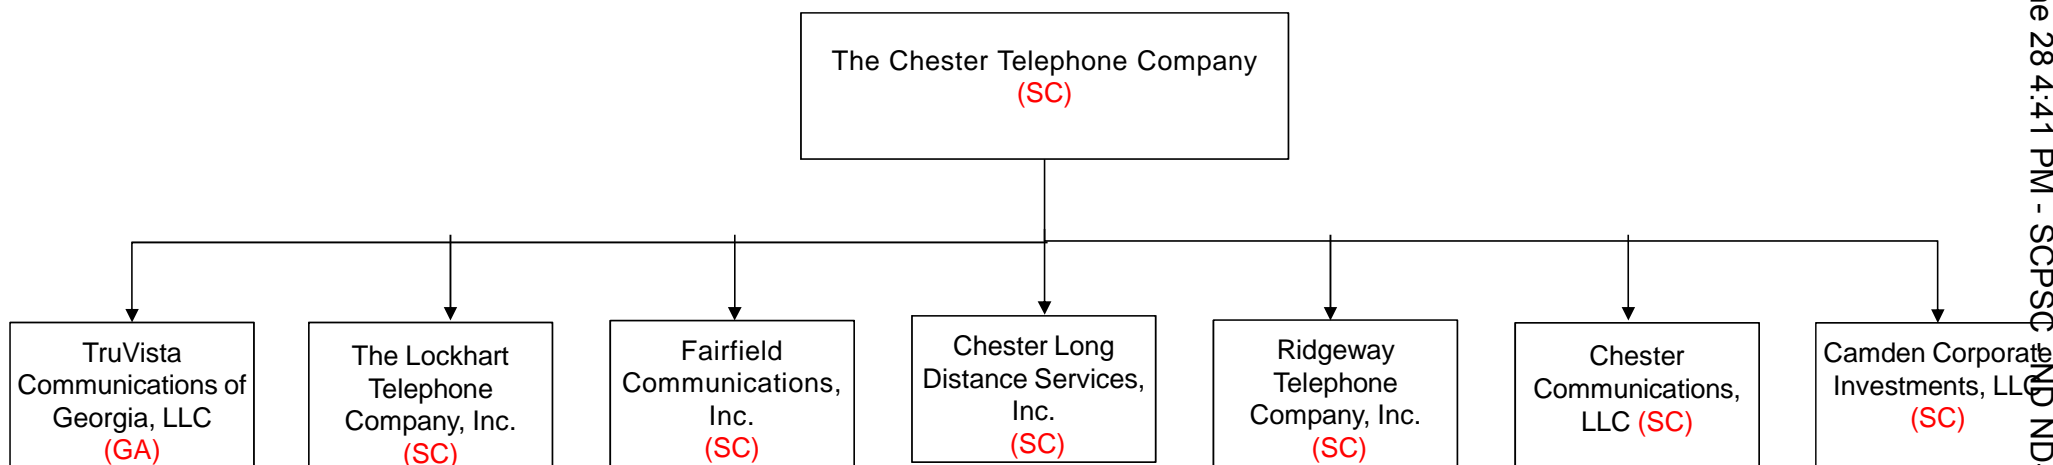 The Chester Telephone Company
(SC)
TruVista
Communications of
Georgia, LLC
(GA)
The Lockhart
Telephone
Company, Inc.
(SC)
Fairfield
Communications,
Inc.
(SC)
Chester Long
Distance Services,
Inc.
(SC)
Ridgeway
Telephone
Company, Inc.
(SC)
Chester
Communications,
LLC (SC)
Camden Corporate
Investments, LLC
(SC)
28 4:41 PM - SCPSC - ND ND-